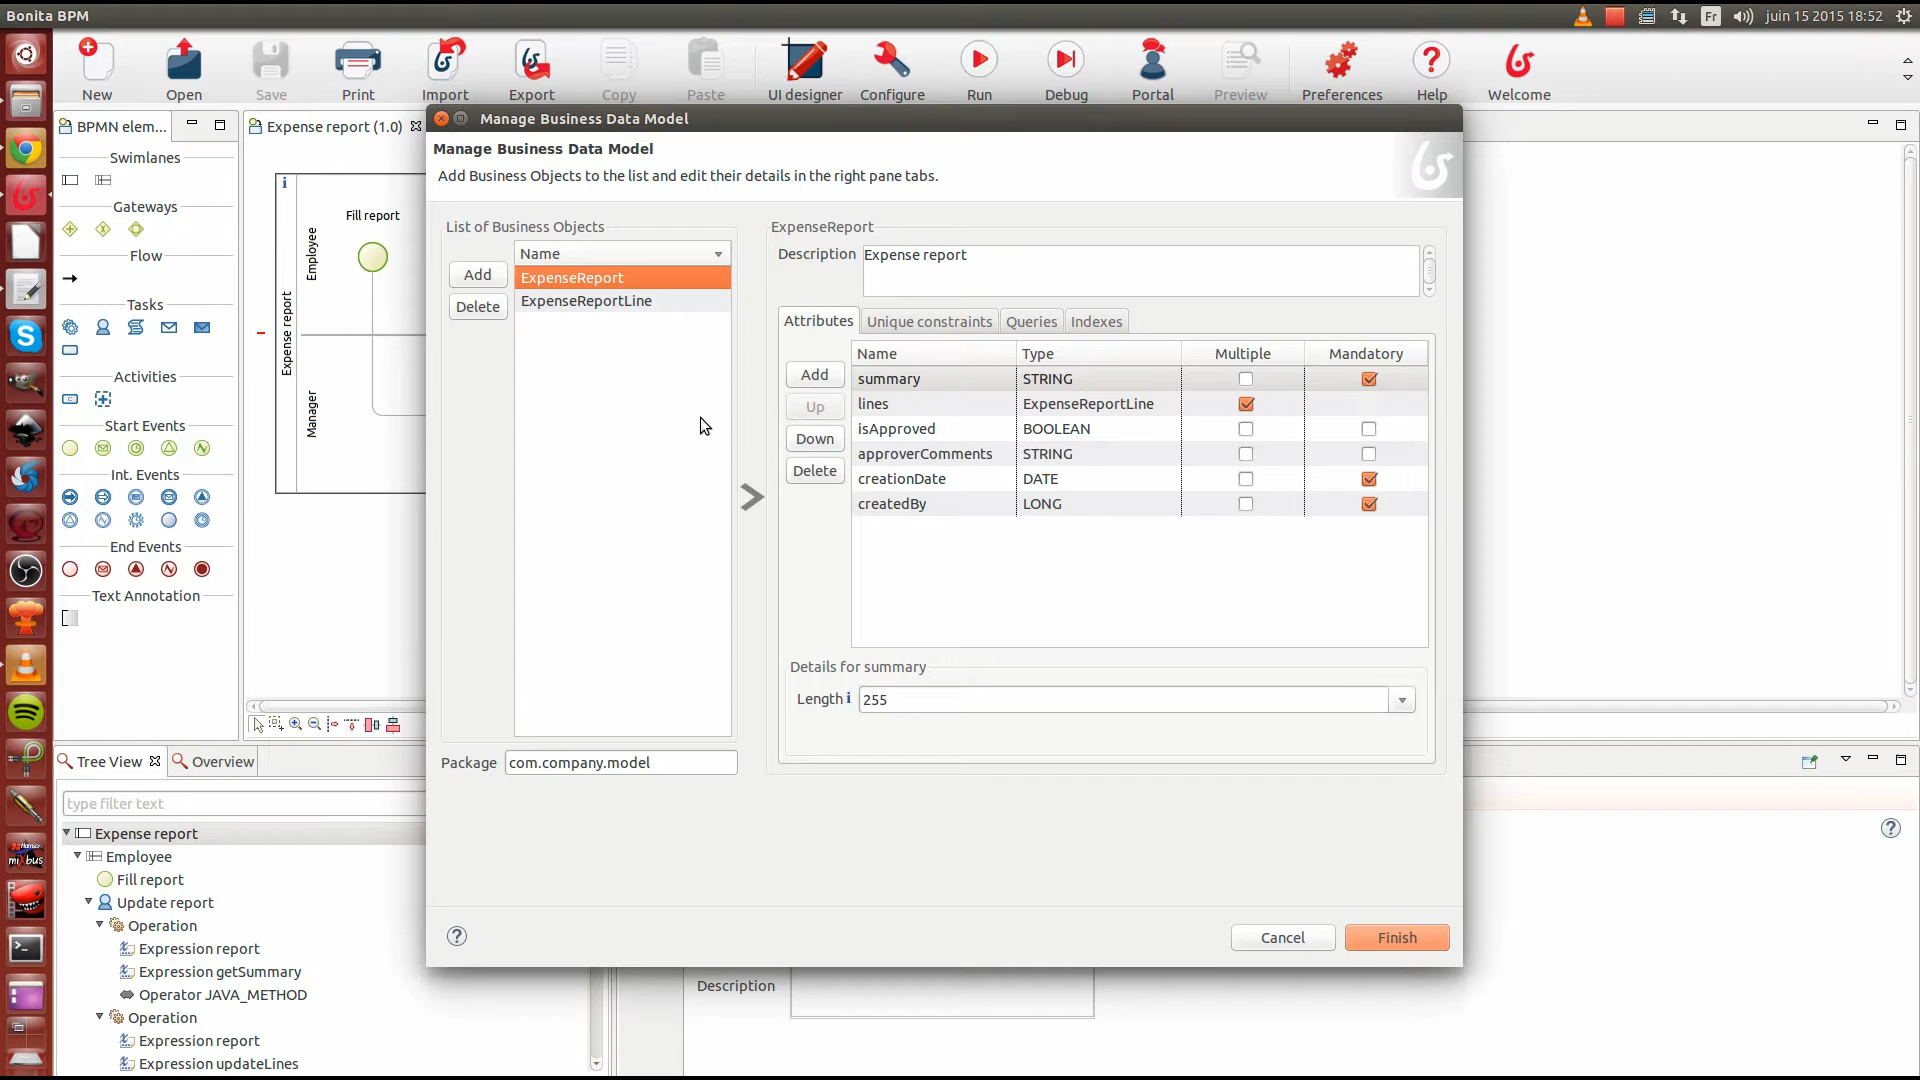 Bonita BPM
Fr juin 15 2015 18:52
New Open Save Print Import Export Copy Paste UI designer Configure Run Debug Portal Preview Preferences Help Welcome
BPMN elem...
Swimlanes
Gateways
Flow
Tasks
Activities
Start Events
Int. Events
End Events
Text Annotation
Expense report (1.0)
Expense report
Employee
Manager
Fill report
Manage Business Data Model
Manage Business Data Model
Add Business Objects to the list and edit their details in the right pane tabs.
List of Business Objects
Add
Delete
Name
ExpenseReport
ExpenseReportLine
Package com.company.model
ExpenseReport
Description Expense report
Attributes Unique constraints Queries Indexes
Add
Up
Down
Delete
Name Type Multiple Mandatory
summary STRING
lines ExpenseReportLine
isApproved BOOLEAN
approverComments STRING
creationDate DATE
createdBy LONG
Details for summary
Length 255
Cancel Finish
Tree View Overview
type filter text
Expense report
Employee
Fill report
Update report
Operation
Expression report
Expression getSummary
Operator JAVA_METHOD
Operation
Expression report
Expression updateLines
Description
Harrison
mixbus